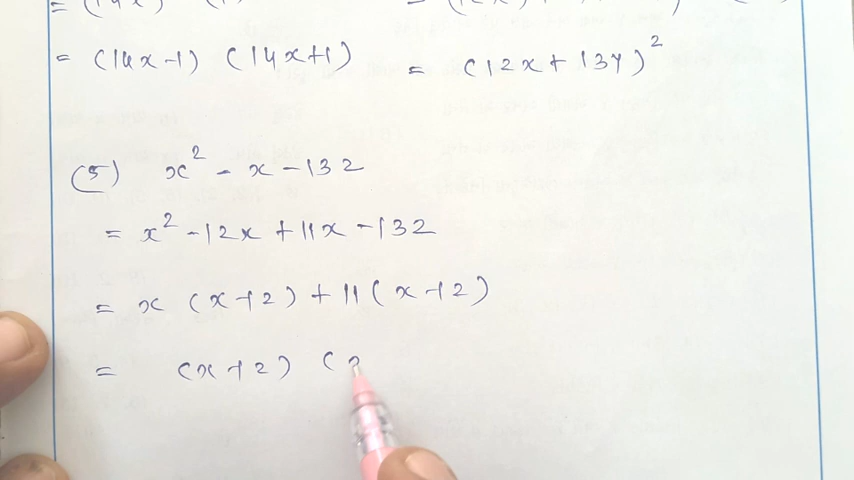 = (14x-1) (14x+1)
= (12x+13y)²
(5) x² - x - 132
= x² - 12x + 11x - 132
= x (x-12) + 11 (x-12)
= (x-12) (x